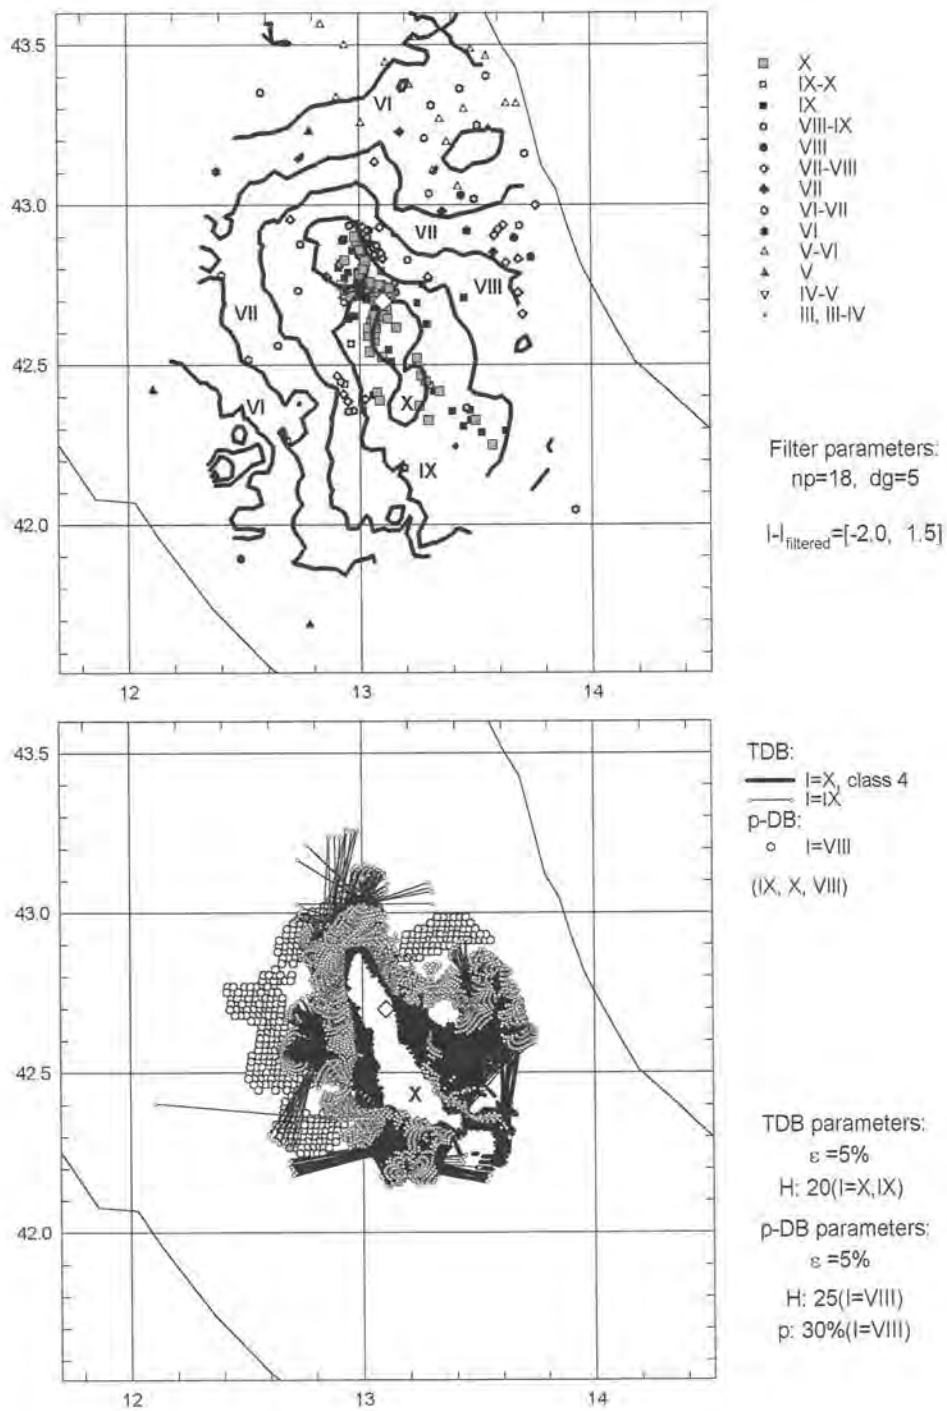 43.5
43.0
42.5
42.0
12
13
14
VI
VII
VIII
VII
VI
X
IX
X
IX-X
IX
VIII-IX
VIII
VII-VIII
VII
VI-VII
VI
V-VI
V
IV-V
III, III-IV
Filter parameters:
np=18, dg=5
I-Ifiltered=[-2.0, 1.5]
43.5
43.0
42.5
42.0
12
13
14
X
TDB:
I=X, class 4
I=IX
p-DB:
I=VIII
(IX, X, VIII)
TDB parameters:
ε =5%
H: 20(I=X,IX)
p-DB parameters:
ε =5%
H: 25(I=VIII)
p: 30%(I=VIII)